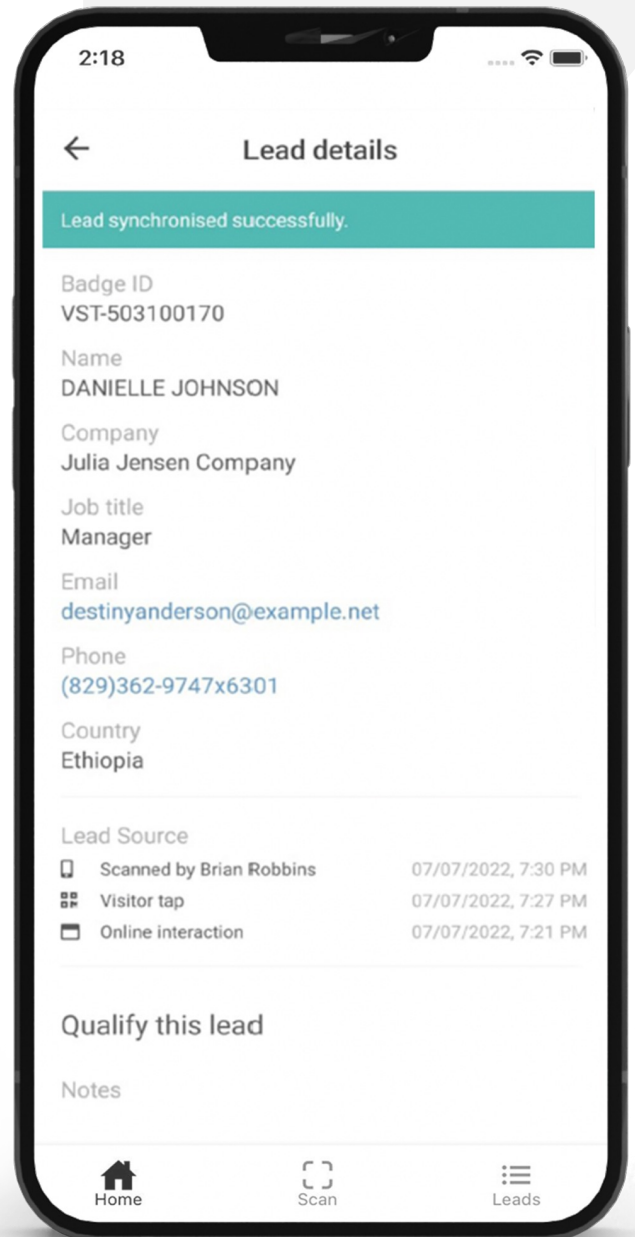 2:18
Lead details
Lead synchronised successfully.
Badge ID
VST-503100170
Name
DANIELLE JOHNSON
Company
Julia Jensen Company
Job title
Manager
Email
destinyanderson@example.net
Phone
(829)362-9747x6301
Country
Ethiopia
Lead Source
Scanned by Brian Robbins 07/07/2022, 7:30 PM
Visitor tap 07/07/2022, 7:27 PM
Online interaction 07/07/2022, 7:21 PM
Qualify this lead
Notes
Home Scan Leads